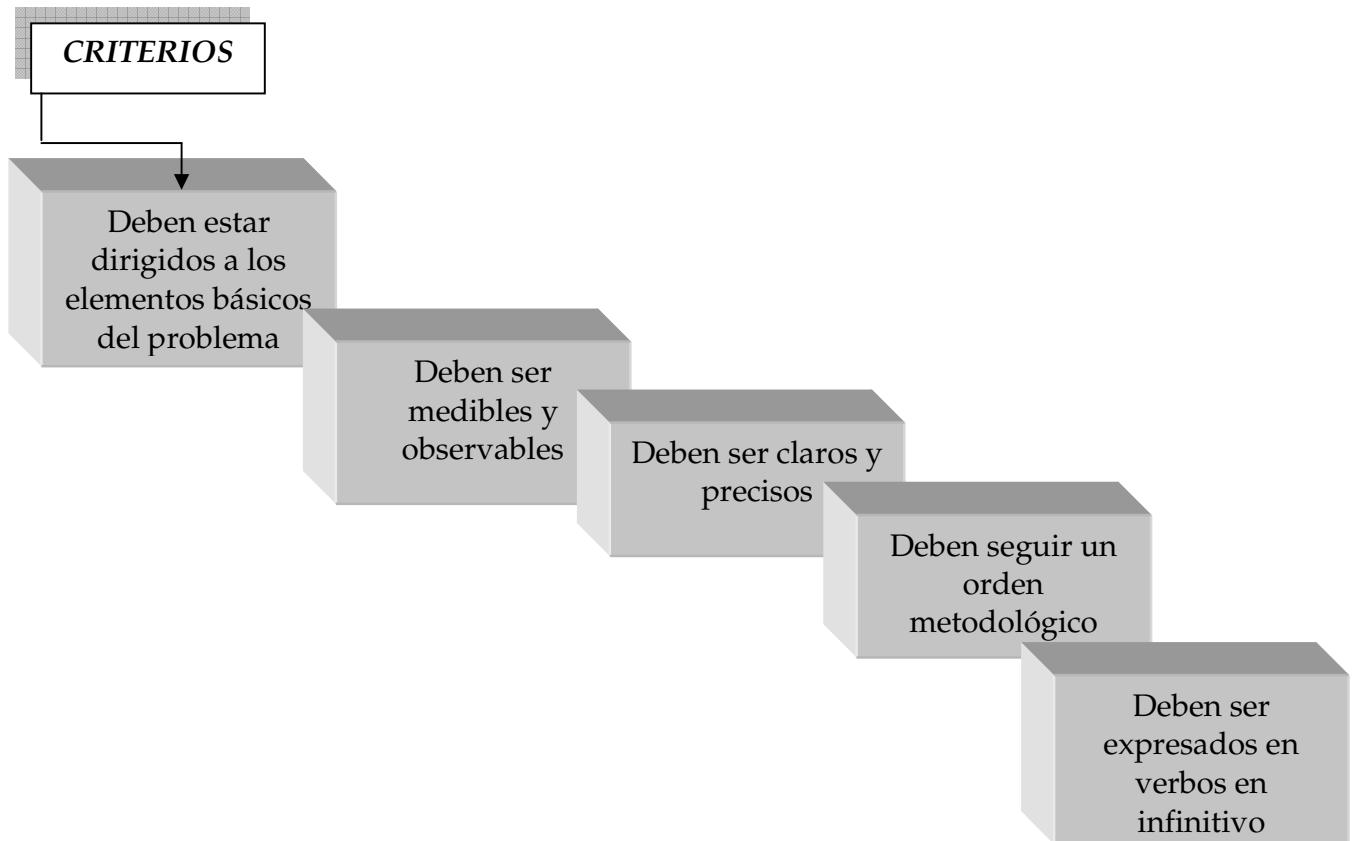 CRITERIOS
Deben estar
dirigidos a los
elementos básicos
del problema
Deben ser
medibles y
observables
Deben ser claros y
precisos
Deben seguir un
orden
metodológico
Deben ser
expresados en
verbos en
infinitivo